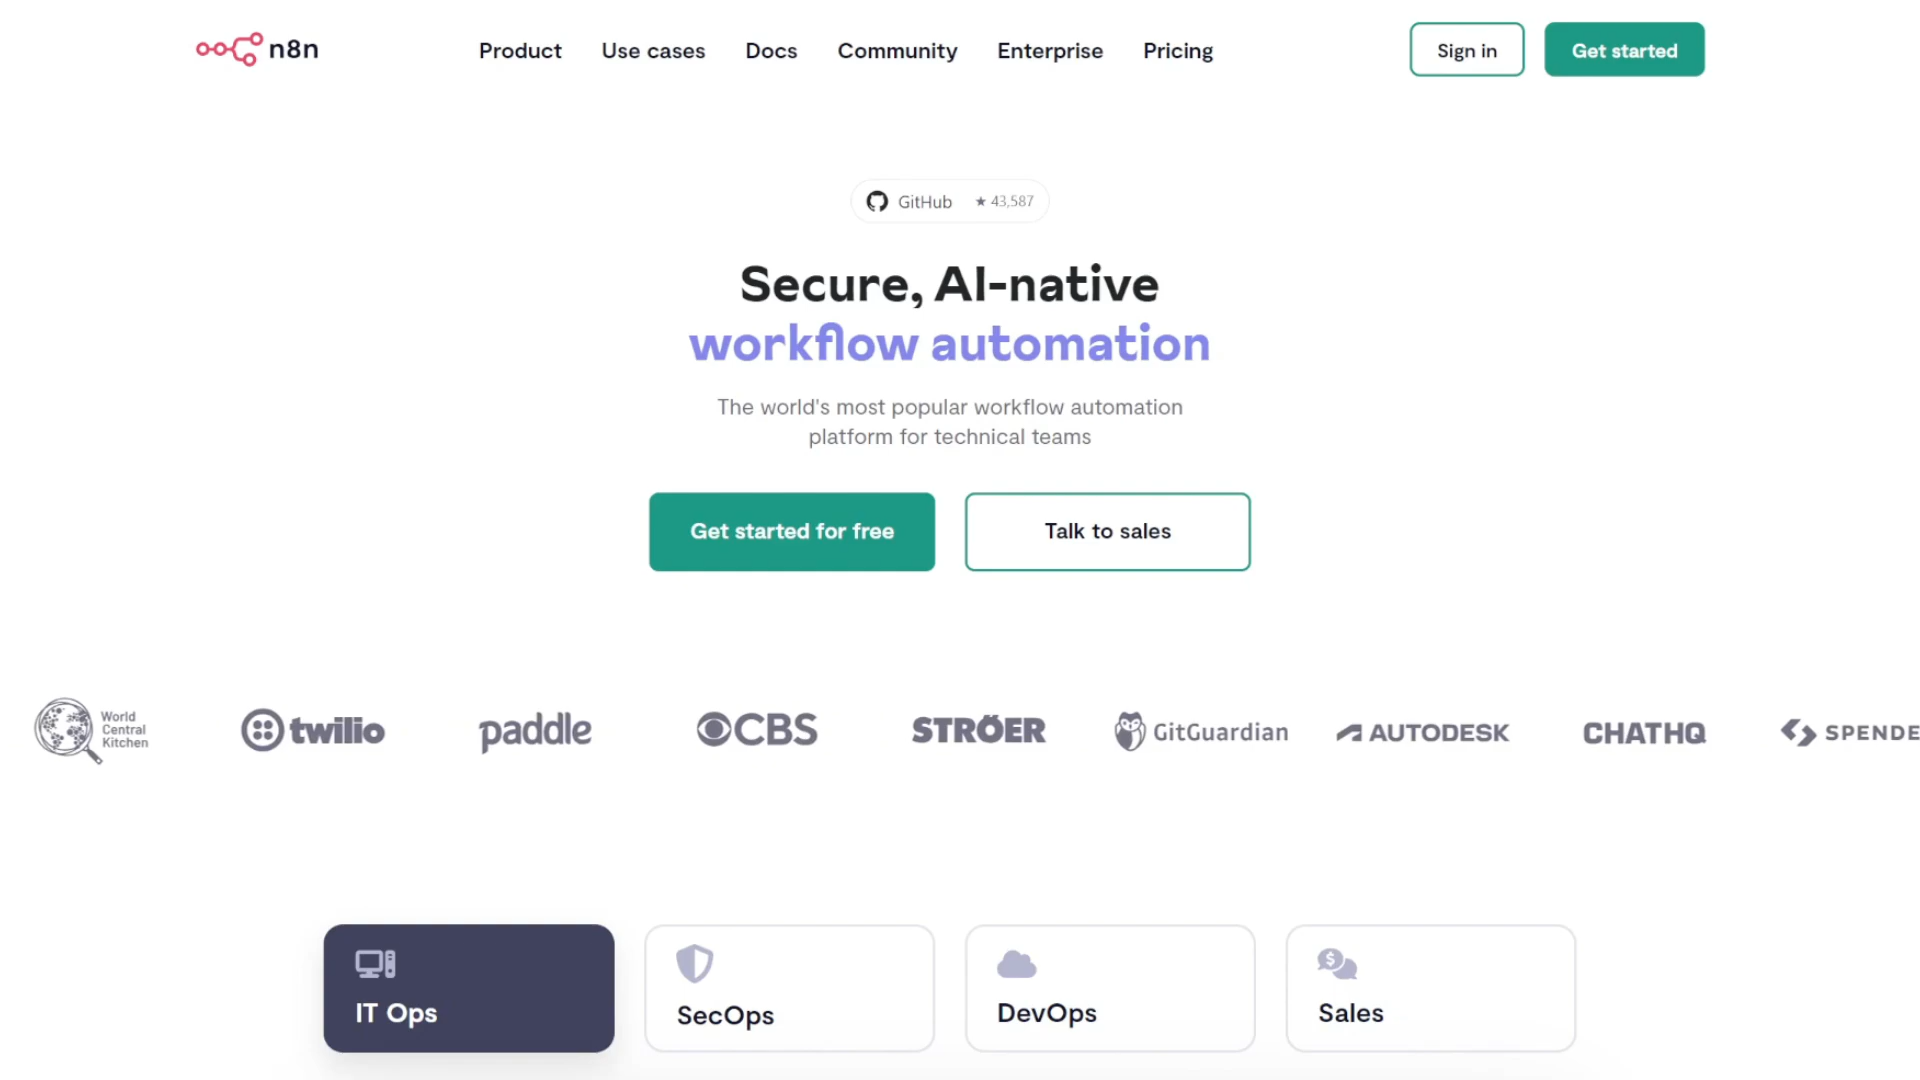 n8n
Product Use cases Docs Community Enterprise Pricing
Sign in Get started
GitHub ★ 43,587
Secure, AI-native
workflow automation
The world's most popular workflow automation
platform for technical teams
Get started for free Talk to sales
World
Central
Kitchen
twilio paddle CBS STRÖER GitGuardian AUTODESK CHATHQ SPENDE
IT Ops SecOps DevOps Sales